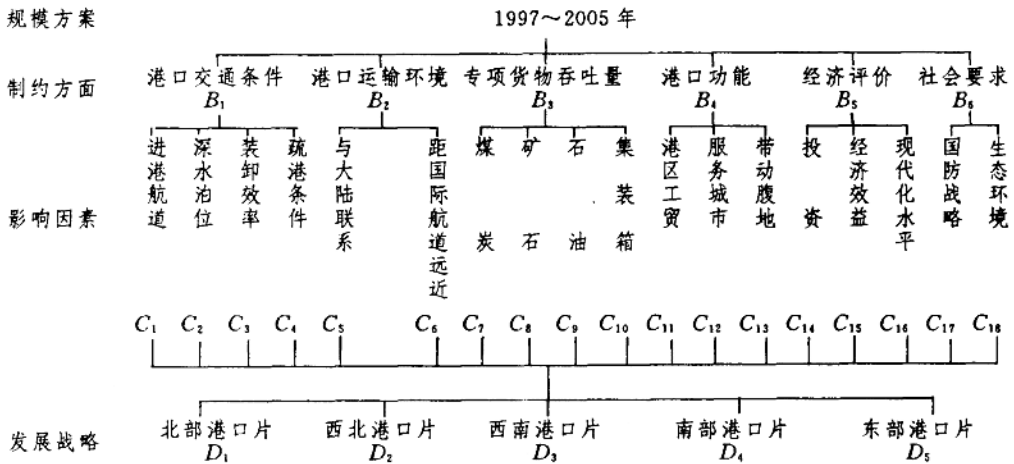 规模方案 1997～2005年
制约方面 港口交通条件 港口运输环境 专项货物吞吐量 港口功能 经济评价 社会要求
B₁ B₂ B₃ B₄ B₅ B₆
影响因素
进港航道
深水泊位
装卸效率
疏港条件
与大陆联系
距国际航道远近
煤炭
矿石
石油
集装箱
港区工贸
服务城市
带动腹地
投资
经济效益
现代化水平
国防战略
生态环境
C₁ C₂ C₃ C₄ C₅ C₆ C₇ C₈ C₉ C₁₀ C₁₁ C₁₂ C₁₃ C₁₄ C₁₅ C₁₆ C₁₇ C₁₈
发展战略 北部港口片 西北港口片 西南港口片 南部港口片 东部港口片
D₁ D₂ D₃ D₄ D₅